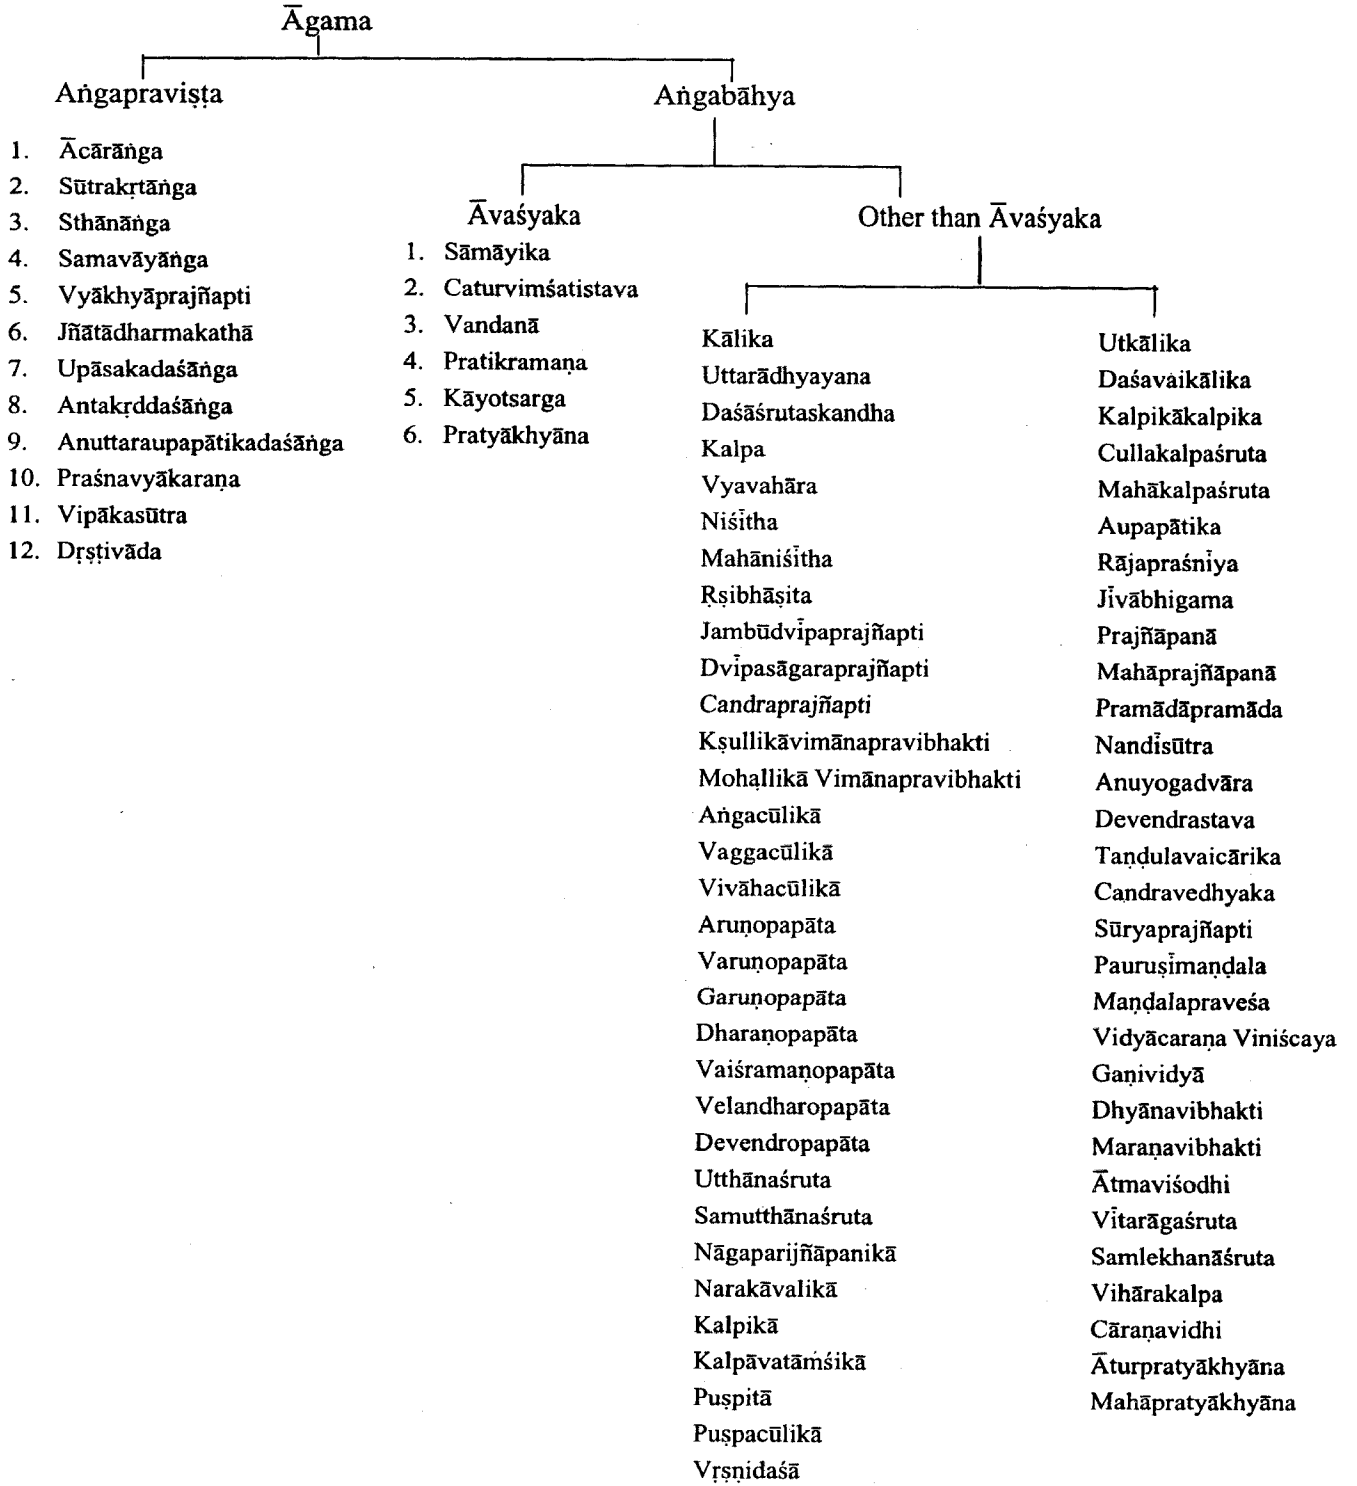 Āgama
Aṅgapraviṣṭa
Aṅgabāhya
1. Ācārāṅga
2. Sūtrakṛtāṅga
3. Sthānāṅga
4. Samavāyāṅga
5. Vyākhyāprajñapti
6. Jñātādharmakathā
7. Upāsakadaśāṅga
8. Antakṛddaśāṅga
9. Anuttaraupapātikadaśāṅga
10. Praśnavyākaraṇa
11. Vipākasūtra
12. Dṛṣṭivāda
Āvaśyaka
1. Sāmāyika
2. Caturvimśatistava
3. Vandanā
4. Pratikramaṇa
5. Kāyotsarga
6. Pratyākhyāna
Other than Āvaśyaka
Kālika
Uttarādhyayana
Daśāśrutaskandha
Kalpa
Vyavahāra
Niśītha
Mahāniśītha
Ṛṣibhāṣita
Jambūdvīpaprajñapti
Dvīpasāgaraprajñapti
Candraprajñapti
Kṣullikāvimānapravibhakti
Mohaḷlikā Vimānapravibhakti
Aṅgacūlikā
Vaggacūlikā
Vivāhacūlikā
Aruṇopapāta
Varuṇopapāta
Garuṇopapāta
Dharaṇopapāta
Vaiśramaṇopapāta
Velandharopapāta
Devendropapāta
Utthānaśruta
Samutthānaśruta
Nāgaparijñāpanikā
Narakāvalikā
Kalpikā
Kalpāvatāṁśikā
Puṣpitā
Puṣpacūlikā
Vṛṣṇidaśā
Utkālika
Daśavaikālika
Kalpikākalpika
Cullakalpaśruta
Mahākalpaśruta
Aupapātika
Rājapraśnīya
Jīvābhigama
Prajñāpanā
Mahāprajñāpanā
Pramādāpramāda
Nandīsūtra
Anuyogadvāra
Devendrastava
Taṇḍulavaicārika
Candravedhyaka
Sūryaprajñapti
Pauruṣīmaṇḍala
Maṇḍalapraveśa
Vidyācaraṇa Viniścaya
Gaṇividyā
Dhyānavibhakti
Maraṇavibhakti
Ātmaviśodhi
Vītarāgaśruta
Samlekhanāśruta
Vihārakalpa
Cāraṇavidhi
Āturpratyākhyāna
Mahāpratyākhyāna